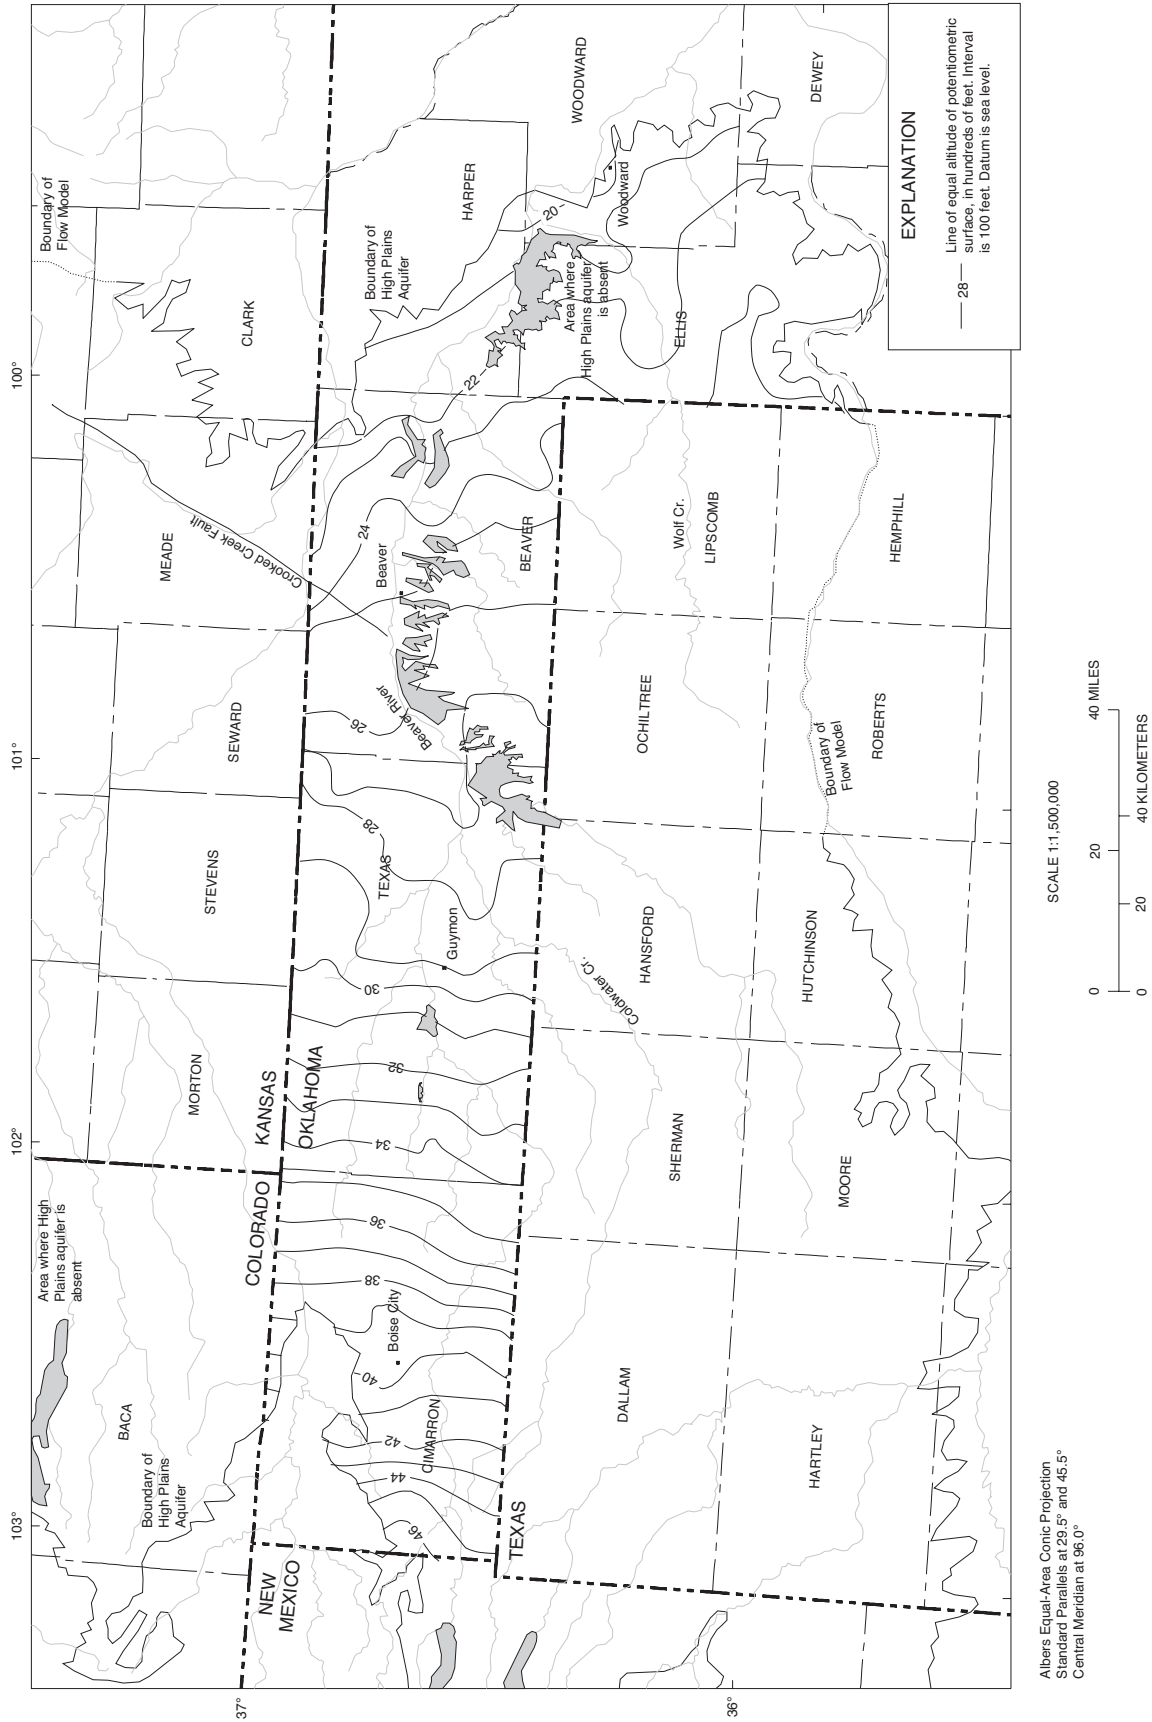 100°
101°
102°
103°
37°
36°
Boundary of
Flow Model
CLARK
Boundary of
High Plains
Aquifer
HARPER
WOODWARD
DEWEY
Woodward
20
22
Area where
High Plains aquifer
is absent
ELLIS
MEADE
Crooked Creek Fault
24
Beaver
BEAVER
Wolf Cr.
LIPSCOMB
HEMPHILL
SEWARD
26
Beaver River
OCHILTREE
Boundary of
Flow Model
ROBERTS
STEVENS
28
TEXAS
Guymon
HANSFORD
HUTCHINSON
Coldwater Cr.
30
MORTON
KANSAS
OKLAHOMA
32
34
SHERMAN
MOORE
COLORADO
Area where High
Plains aquifer is
absent
36
38
Boise City
40
BACA
Boundary of
High Plains
Aquifer
42
CIMARRON
44
46
DALLAM
HARTLEY
TEXAS
NEW
MEXICO
EXPLANATION
28
Line of equal altitude of potentiometric
surface, in hundreds of feet. Interval
is 100 feet. Datum is sea level.
SCALE 1:1,500,000
0 20 40 MILES
0 20 40 KILOMETERS
Albers Equal-Area Conic Projection
Standard Parallels at 29.5° and 45.5°
Central Meridian at 96.0°